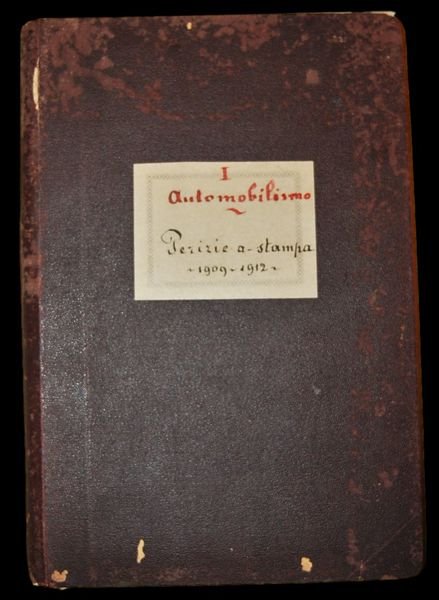 I
Automobilismo
Perizie a stampa
~ 1909 - 1912 ~